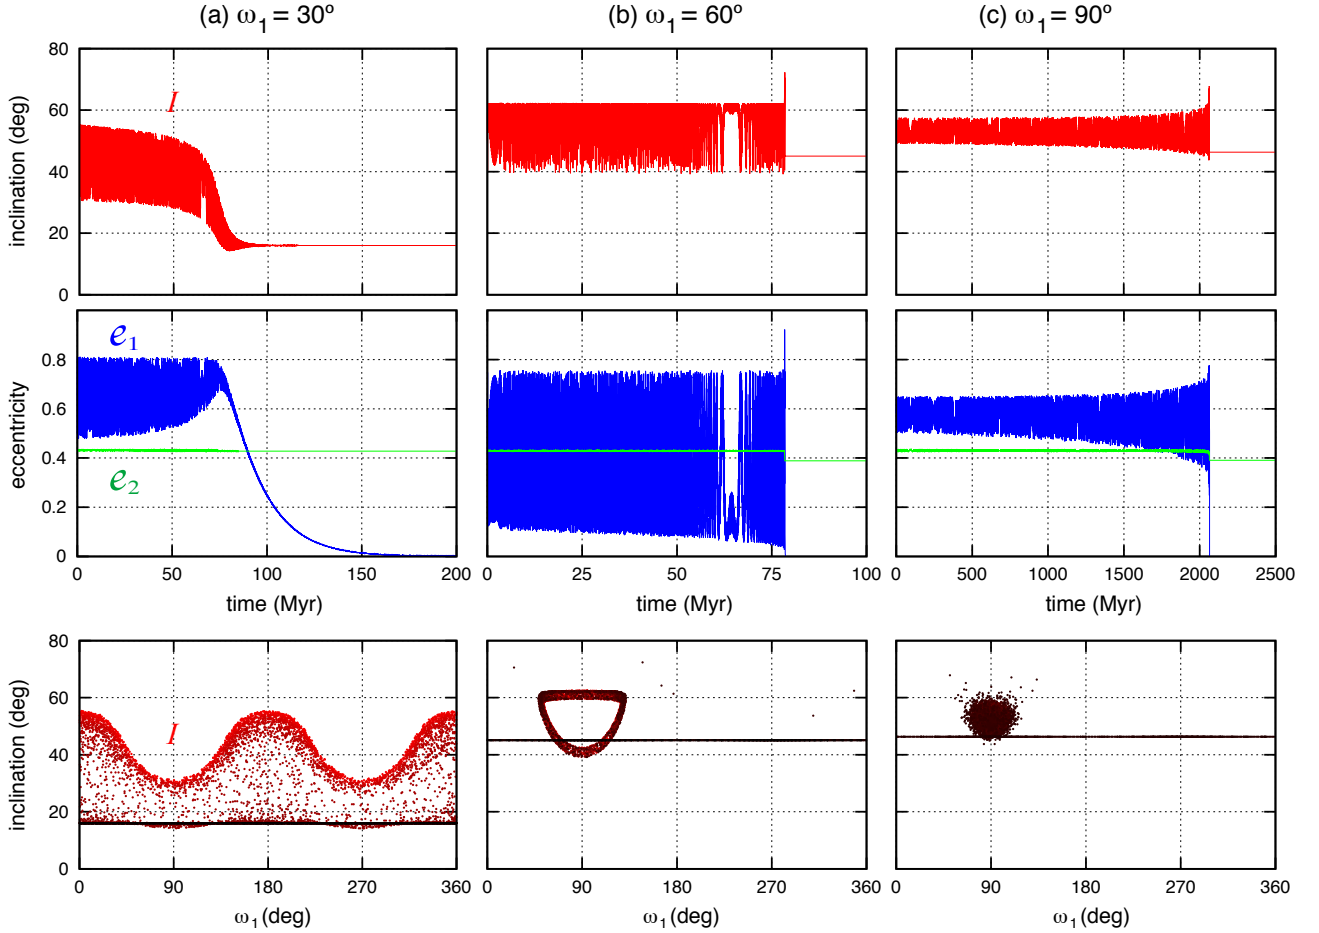 (a) ω1 = 30º
(b) ω1 = 60º
(c) ω1 = 90º
80
60
40
20
0
inclination (deg)
I
0.8
0.6
0.4
0.2
0
eccentricity
e1
e2
0 50 100 150 200
time (Myr)
0 25 50 75 100
time (Myr)
0 500 1000 1500 2000 2500
time (Myr)
80
60
40
20
0
inclination (deg)
I
0 90 180 270 360
ω1(deg)
0 90 180 270 360
ω1(deg)
0 90 180 270 360
ω1(deg)